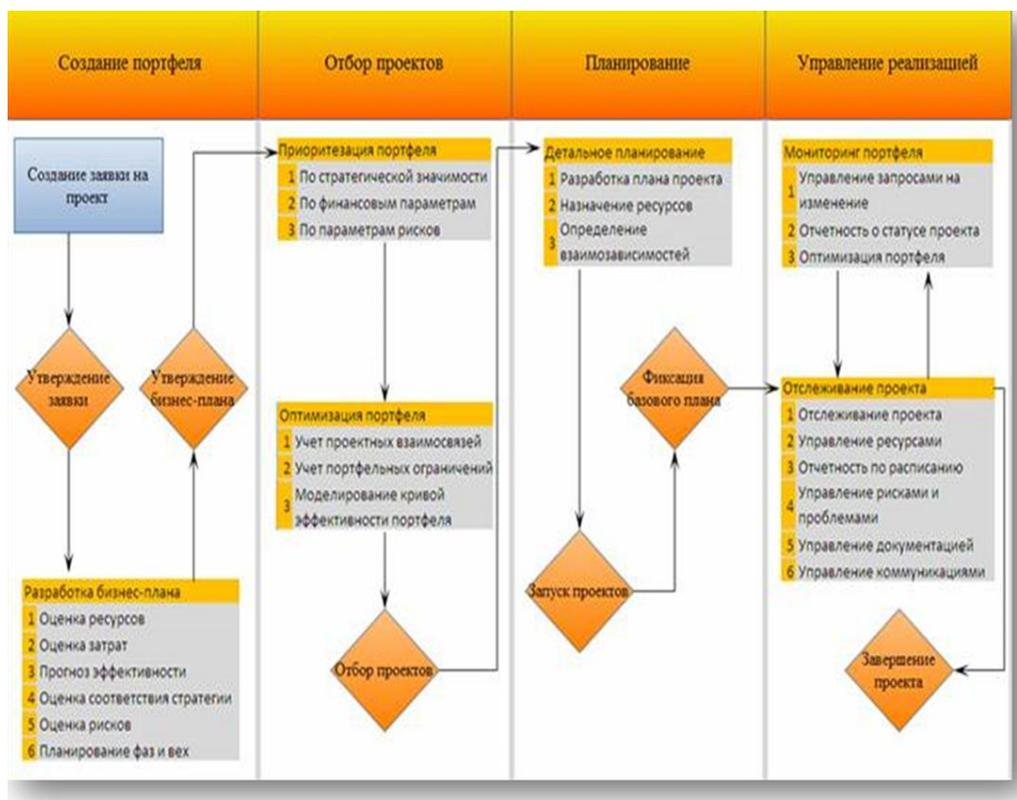 Создание портфеля
Отбор проектов
Планирование
Управление реализацией
Создание заявки на
проект
Утверждение
заявки
Разработка бизнес-плана
1 Оценка ресурсов
2 Оценка затрат
3 Прогноз эффективности
4 Оценка соответствия стратегии
5 Оценка рисков
6 Планирование фаз и вех
Утверждение
бизнес-плана
Приоритезация портфеля
1 По стратегической значимости
2 По финансовым параметрам
3 По параметрам рисков
Оптимизация портфеля
1 Учет проектных взаимосвязей
2 Учет портфельных ограничений
3 Моделирование кривой
эффективности портфеля
Отбор проектов
Детальное планирование
1 Разработка плана проекта
2 Назначение ресурсов
3 Определение
взаимозависимостей
Запуск проектов
Фиксация
базового плана
Мониторинг портфеля
1 Управление запросами на
изменение
2 Отчетность о статусе проекта
3 Оптимизация портфеля
Отслеживание проекта
1 Отслеживание проекта
2 Управление ресурсами
3 Отчетность по расписанию
4 Управление рисками и
проблемами
5 Управление документацией
6 Управление коммуникациями
Завершение
проекта